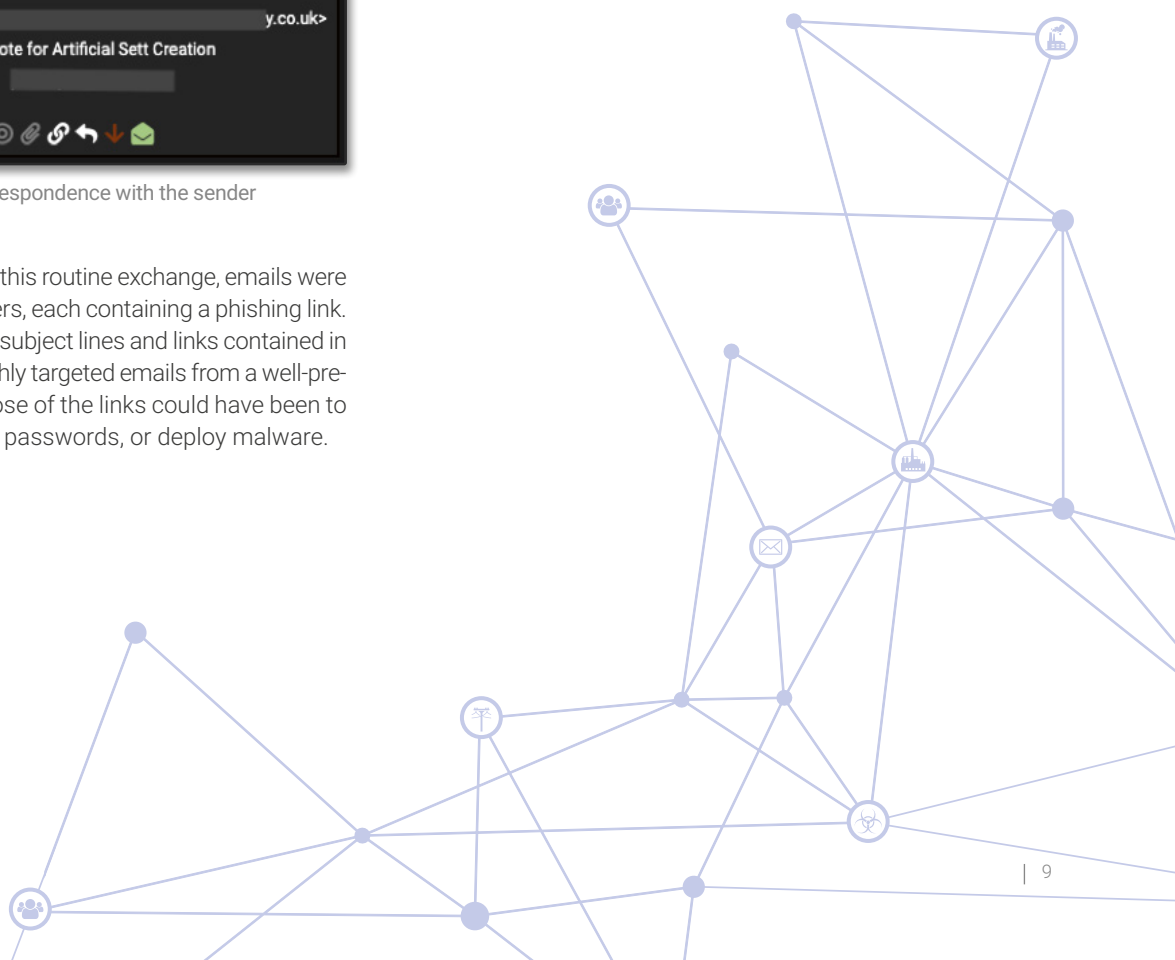 y.co.uk>
ote for Artificial Sett Creation
espondence with the sender
this routine exchange, emails were
ers, each containing a phishing link.
subject lines and links contained in
hly targeted emails from a well-pre-
ose of the links could have been to
passwords, or deploy malware.
| 9